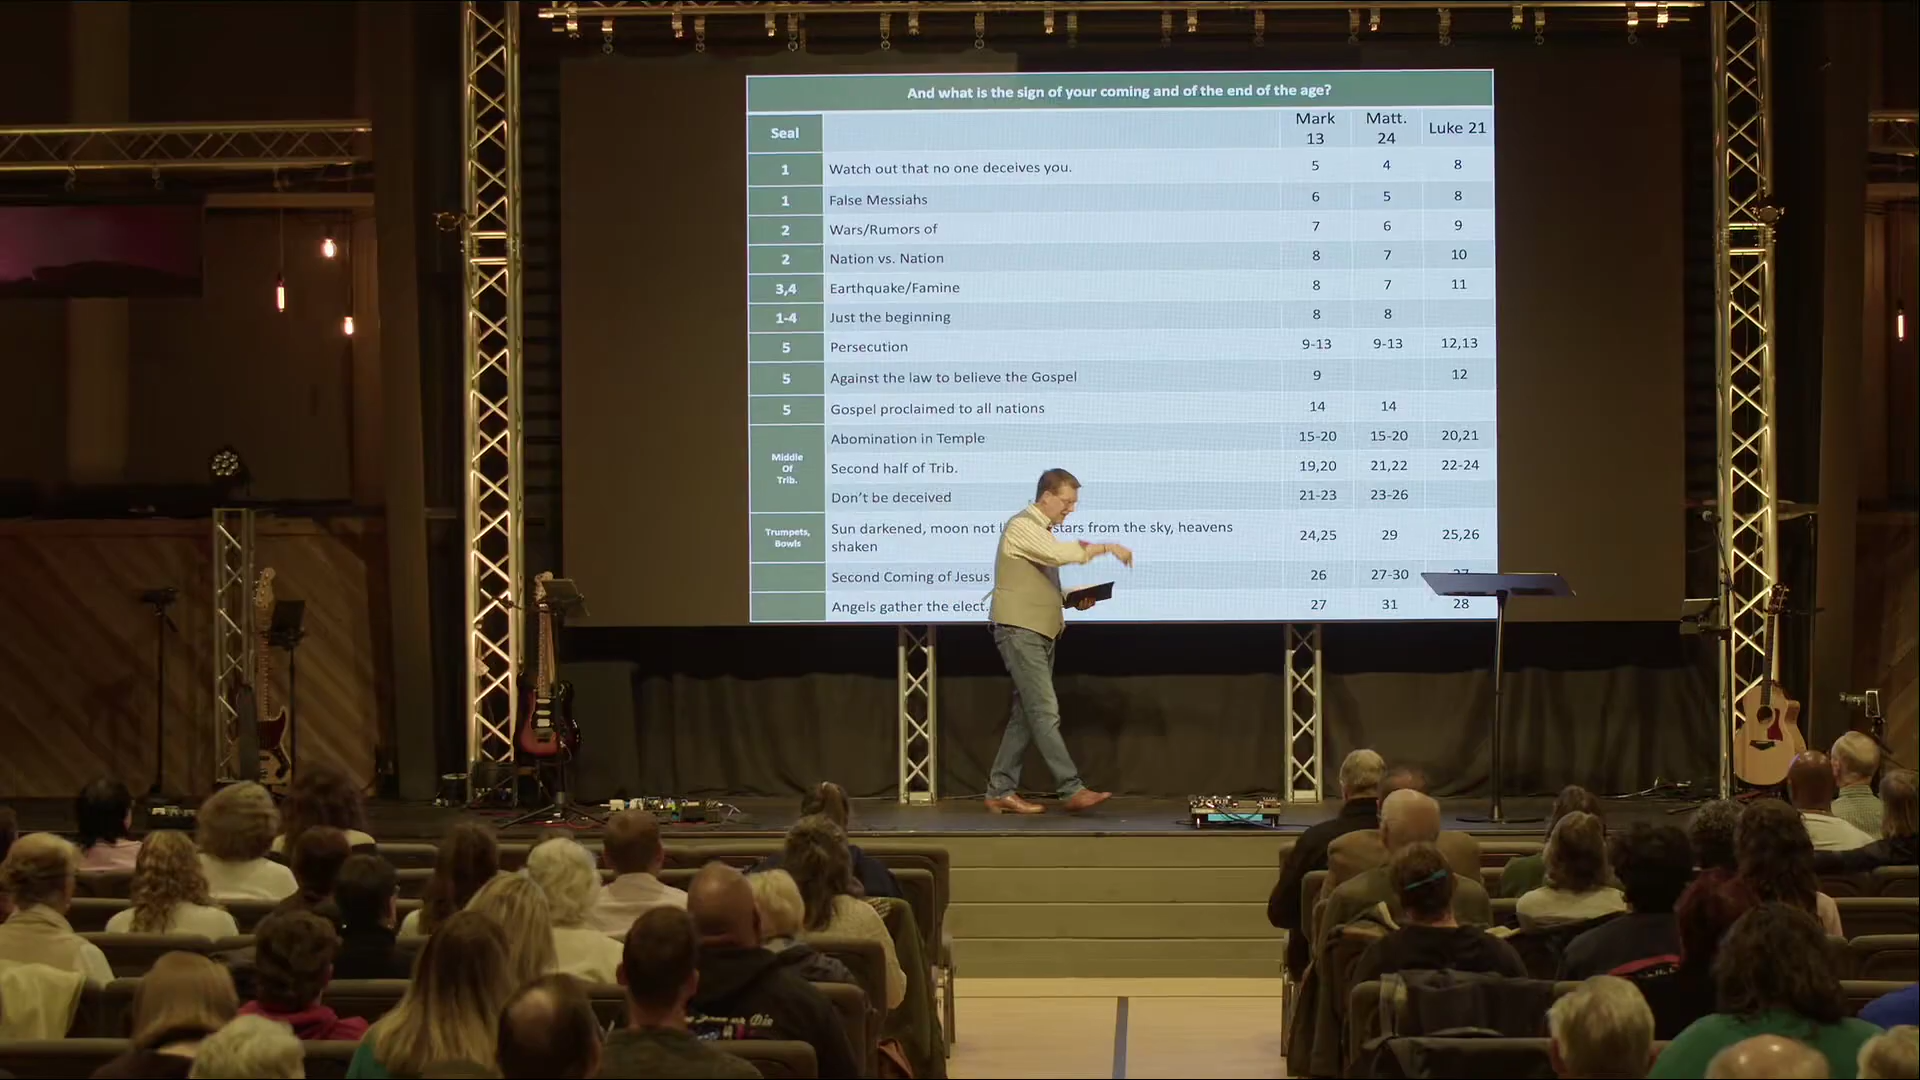 And what is the sign of your coming and of the end of the age?
Seal Mark 13 Matt. 24 Luke 21
1 Watch out that no one deceives you. 5 4 8
1 False Messiahs 6 5 8
2 Wars/Rumors of 7 6 9
2 Nation vs. Nation 8 7 10
3,4 Earthquake/Famine 8 7 11
1-4 Just the beginning 8 8
5 Persecution 9-13 9-13 12,13
5 Against the law to believe the Gospel 9 12
5 Gospel proclaimed to all nations 14 14
Middle Of Trib.
Abomination in Temple 15-20 15-20 20,21
Second half of Trib. 19,20 21,22 22-24
Don't be deceived 21-23 23-26
Trumpets, Bowls
Sun darkened, moon not stars from the sky, heavens
shaken 24,25 29 25,26
Second Coming of Jesus 26 27-30
Angels gather the elect. 27 31 28